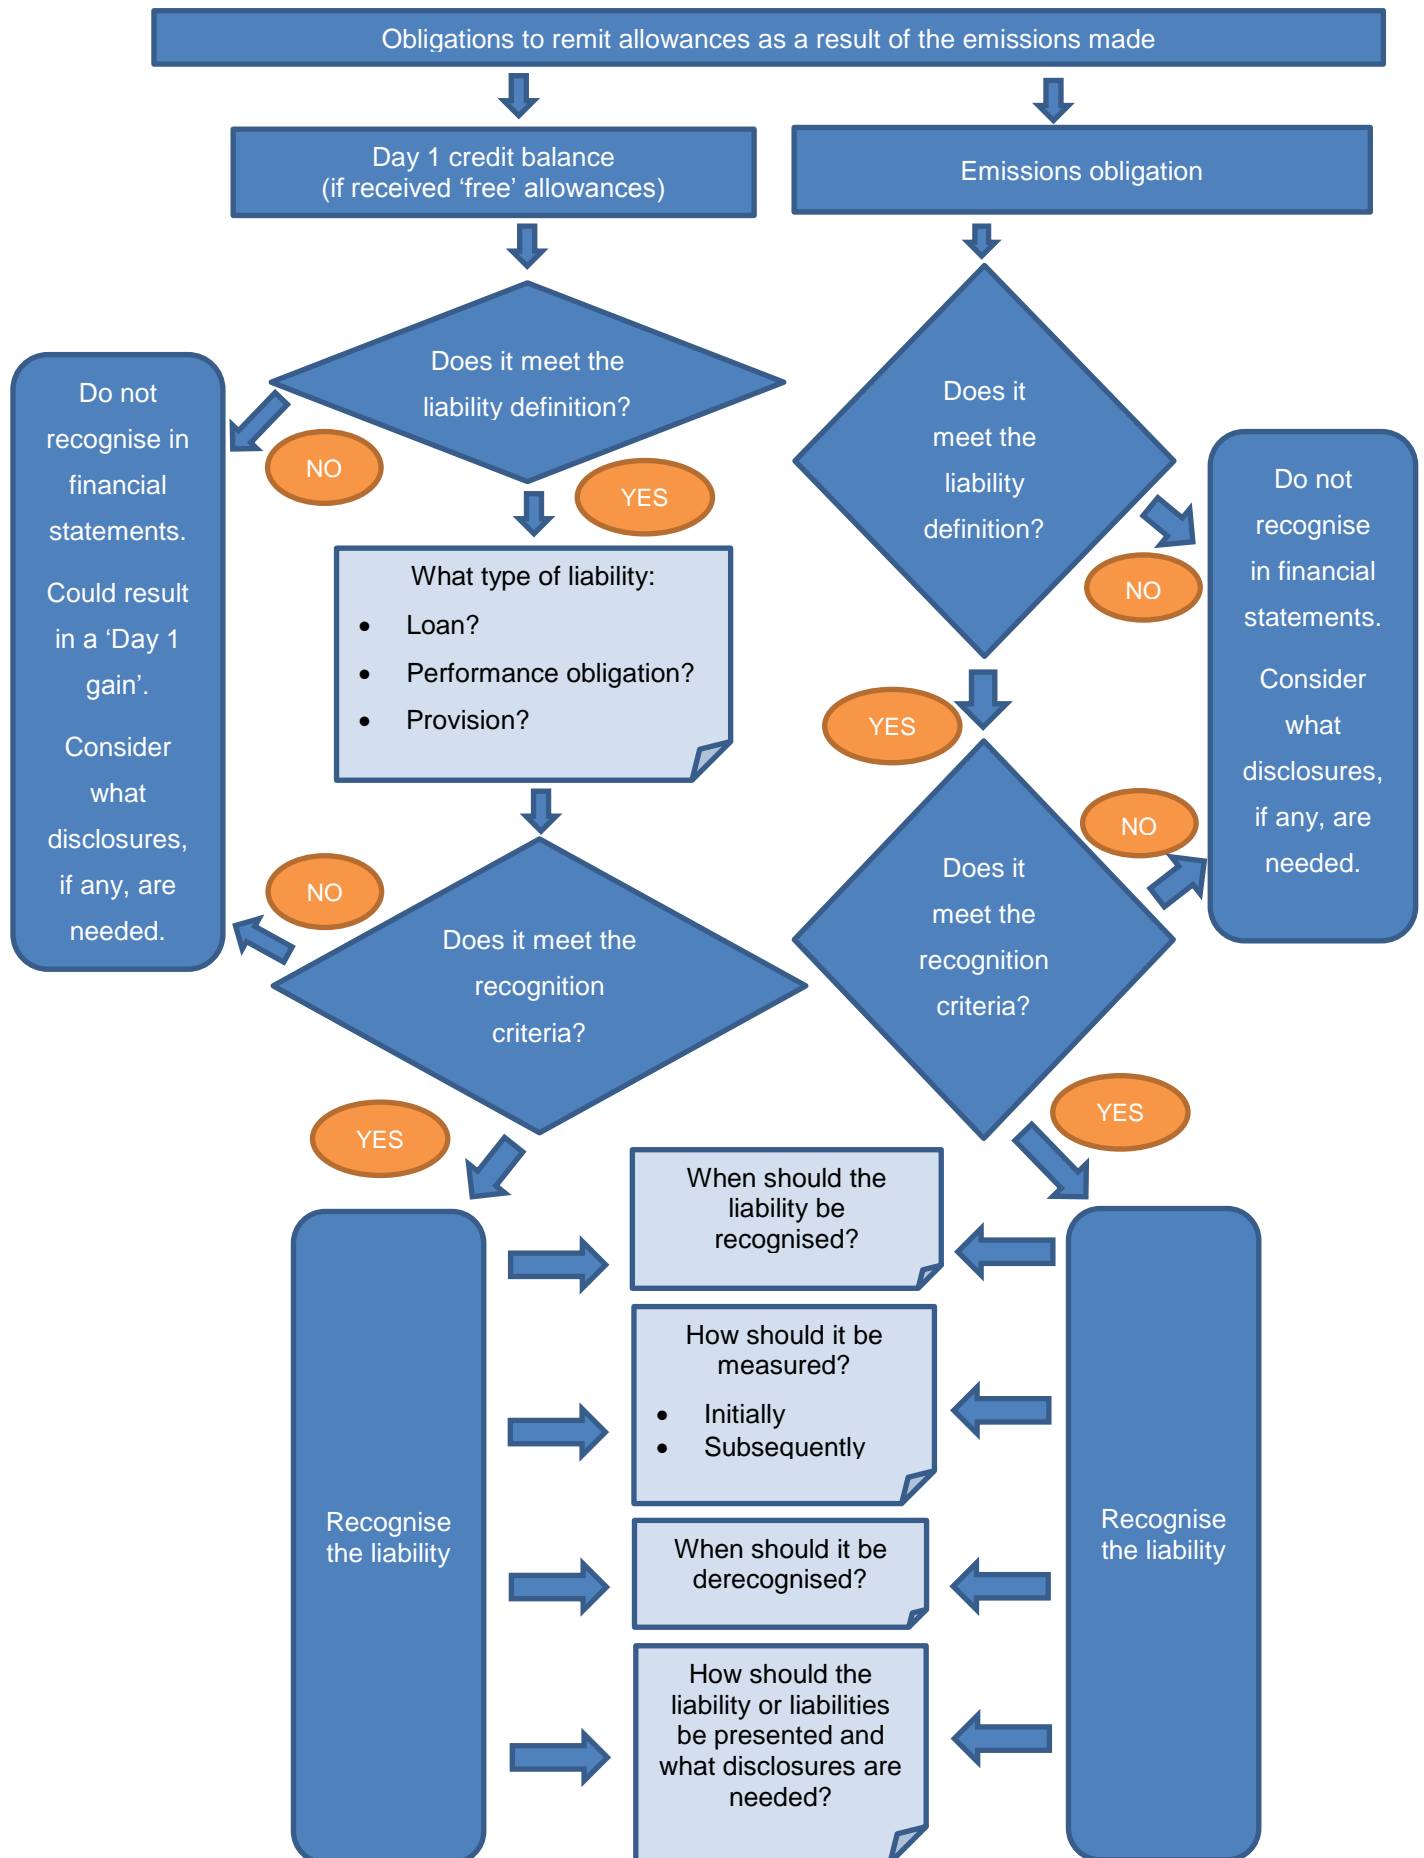 Obligations to remit allowances as a result of the emissions made
Day 1 credit balance
(if received ‘free’ allowances)
Emissions obligation
Does it meet the
liability definition?
Does it
meet the
liability
definition?
Do not
recognise in
financial
statements.
Could result
in a ‘Day 1
gain’.
Consider
what
disclosures,
if any, are
needed.
NO
YES
Do not
recognise
in financial
statements.
Consider
what
disclosures,
if any, are
needed.
NO
What type of liability:
• Loan?
• Performance obligation?
• Provision?
YES
NO
NO
Does it meet the
recognition
criteria?
Does it
meet the
recognition
criteria?
YES
YES
When should the
liability be
recognised?
How should it be
measured?
• Initially
• Subsequently
Recognise
the liability
Recognise
the liability
When should it be
derecognised?
How should the
liability or liabilities
be presented and
what disclosures are
needed?